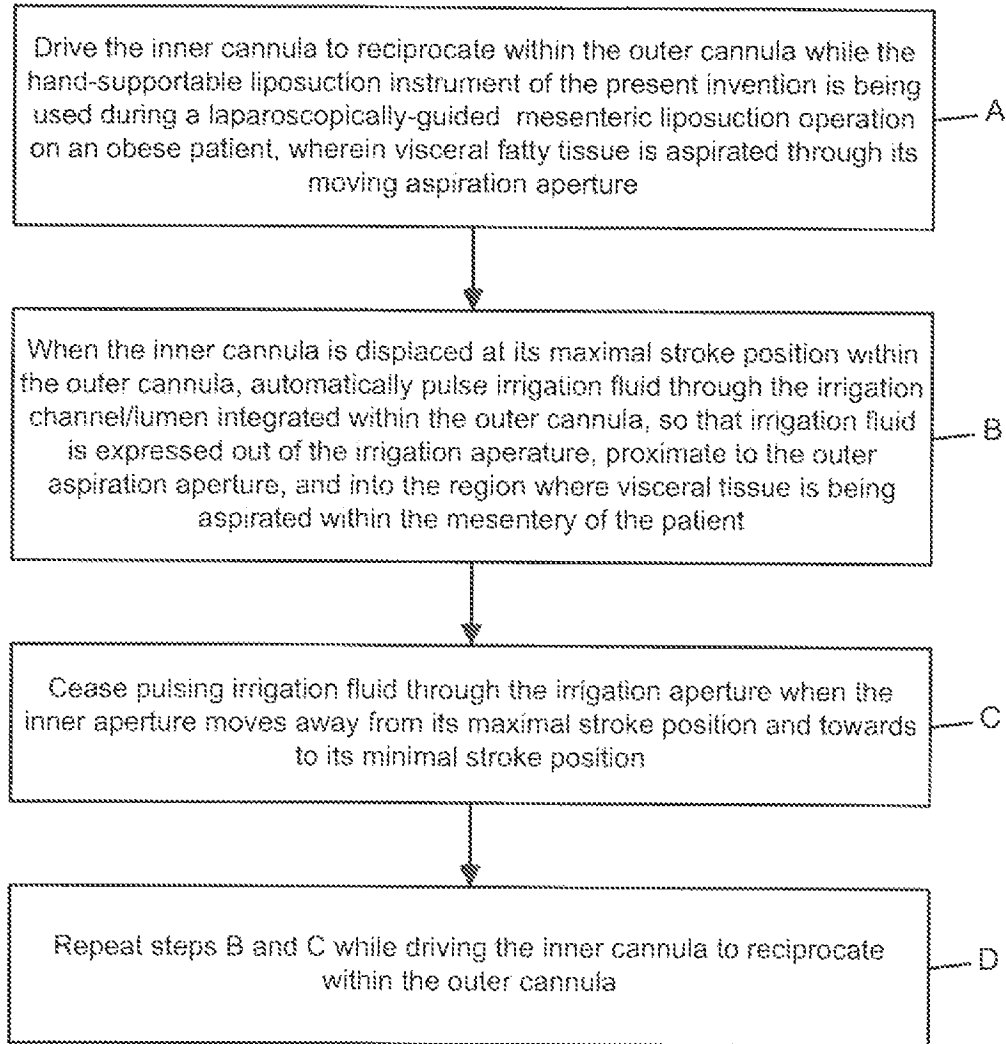 Drive the inner cannula to reciprocate within the outer cannula while the
hand-supportable liposuction instrument of the present invention is being
used during a laparoscopically-guided mesenteric liposuction operation
on an obese patient, wherein visceral fatty tissue is aspirated through its
moving aspiration aperture
A
When the inner cannula is displaced at its maximal stroke position within
the outer cannula, automatically pulse irrigation fluid through the irrigation
channel/lumen integrated within the outer cannula, so that irrigation fluid
is expressed out of the irrigation aperature, proximate to the outer
aspiration aperture, and into the region where visceral tissue is being
aspirated within the mesentery of the patient
B
Cease pulsing irrigation fluid through the irrigation aperture when the
inner aperture moves away from its maximal stroke position and towards
to its minimal stroke position
C
Repeat steps B and C while driving the inner cannula to reciprocate
within the outer cannula
D